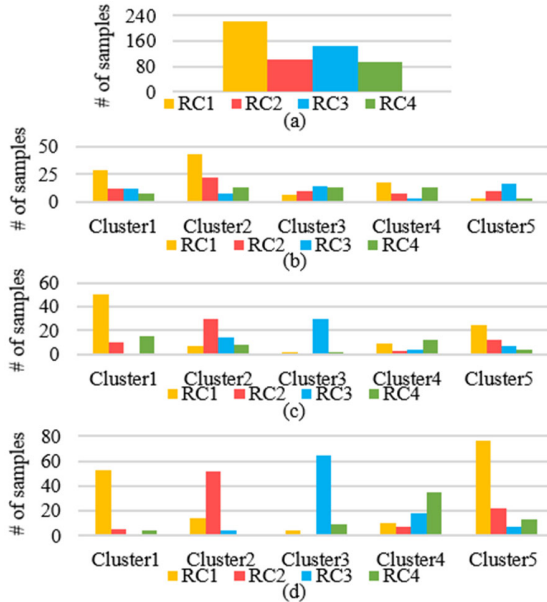 # of samples
240
160
80
0
RC1 RC2 RC3 RC4
(a)
# of samples
50
25
0
Cluster1 Cluster2 Cluster3 Cluster4 Cluster5
RC1 RC2 RC3 RC4
(b)
# of samples
60
40
20
0
Cluster1 Cluster2 Cluster3 Cluster4 Cluster5
RC1 RC2 RC3 RC4
(c)
# of samples
80
60
40
20
0
Cluster1 Cluster2 Cluster3 Cluster4 Cluster5
RC1 RC2 RC3 RC4
(d)